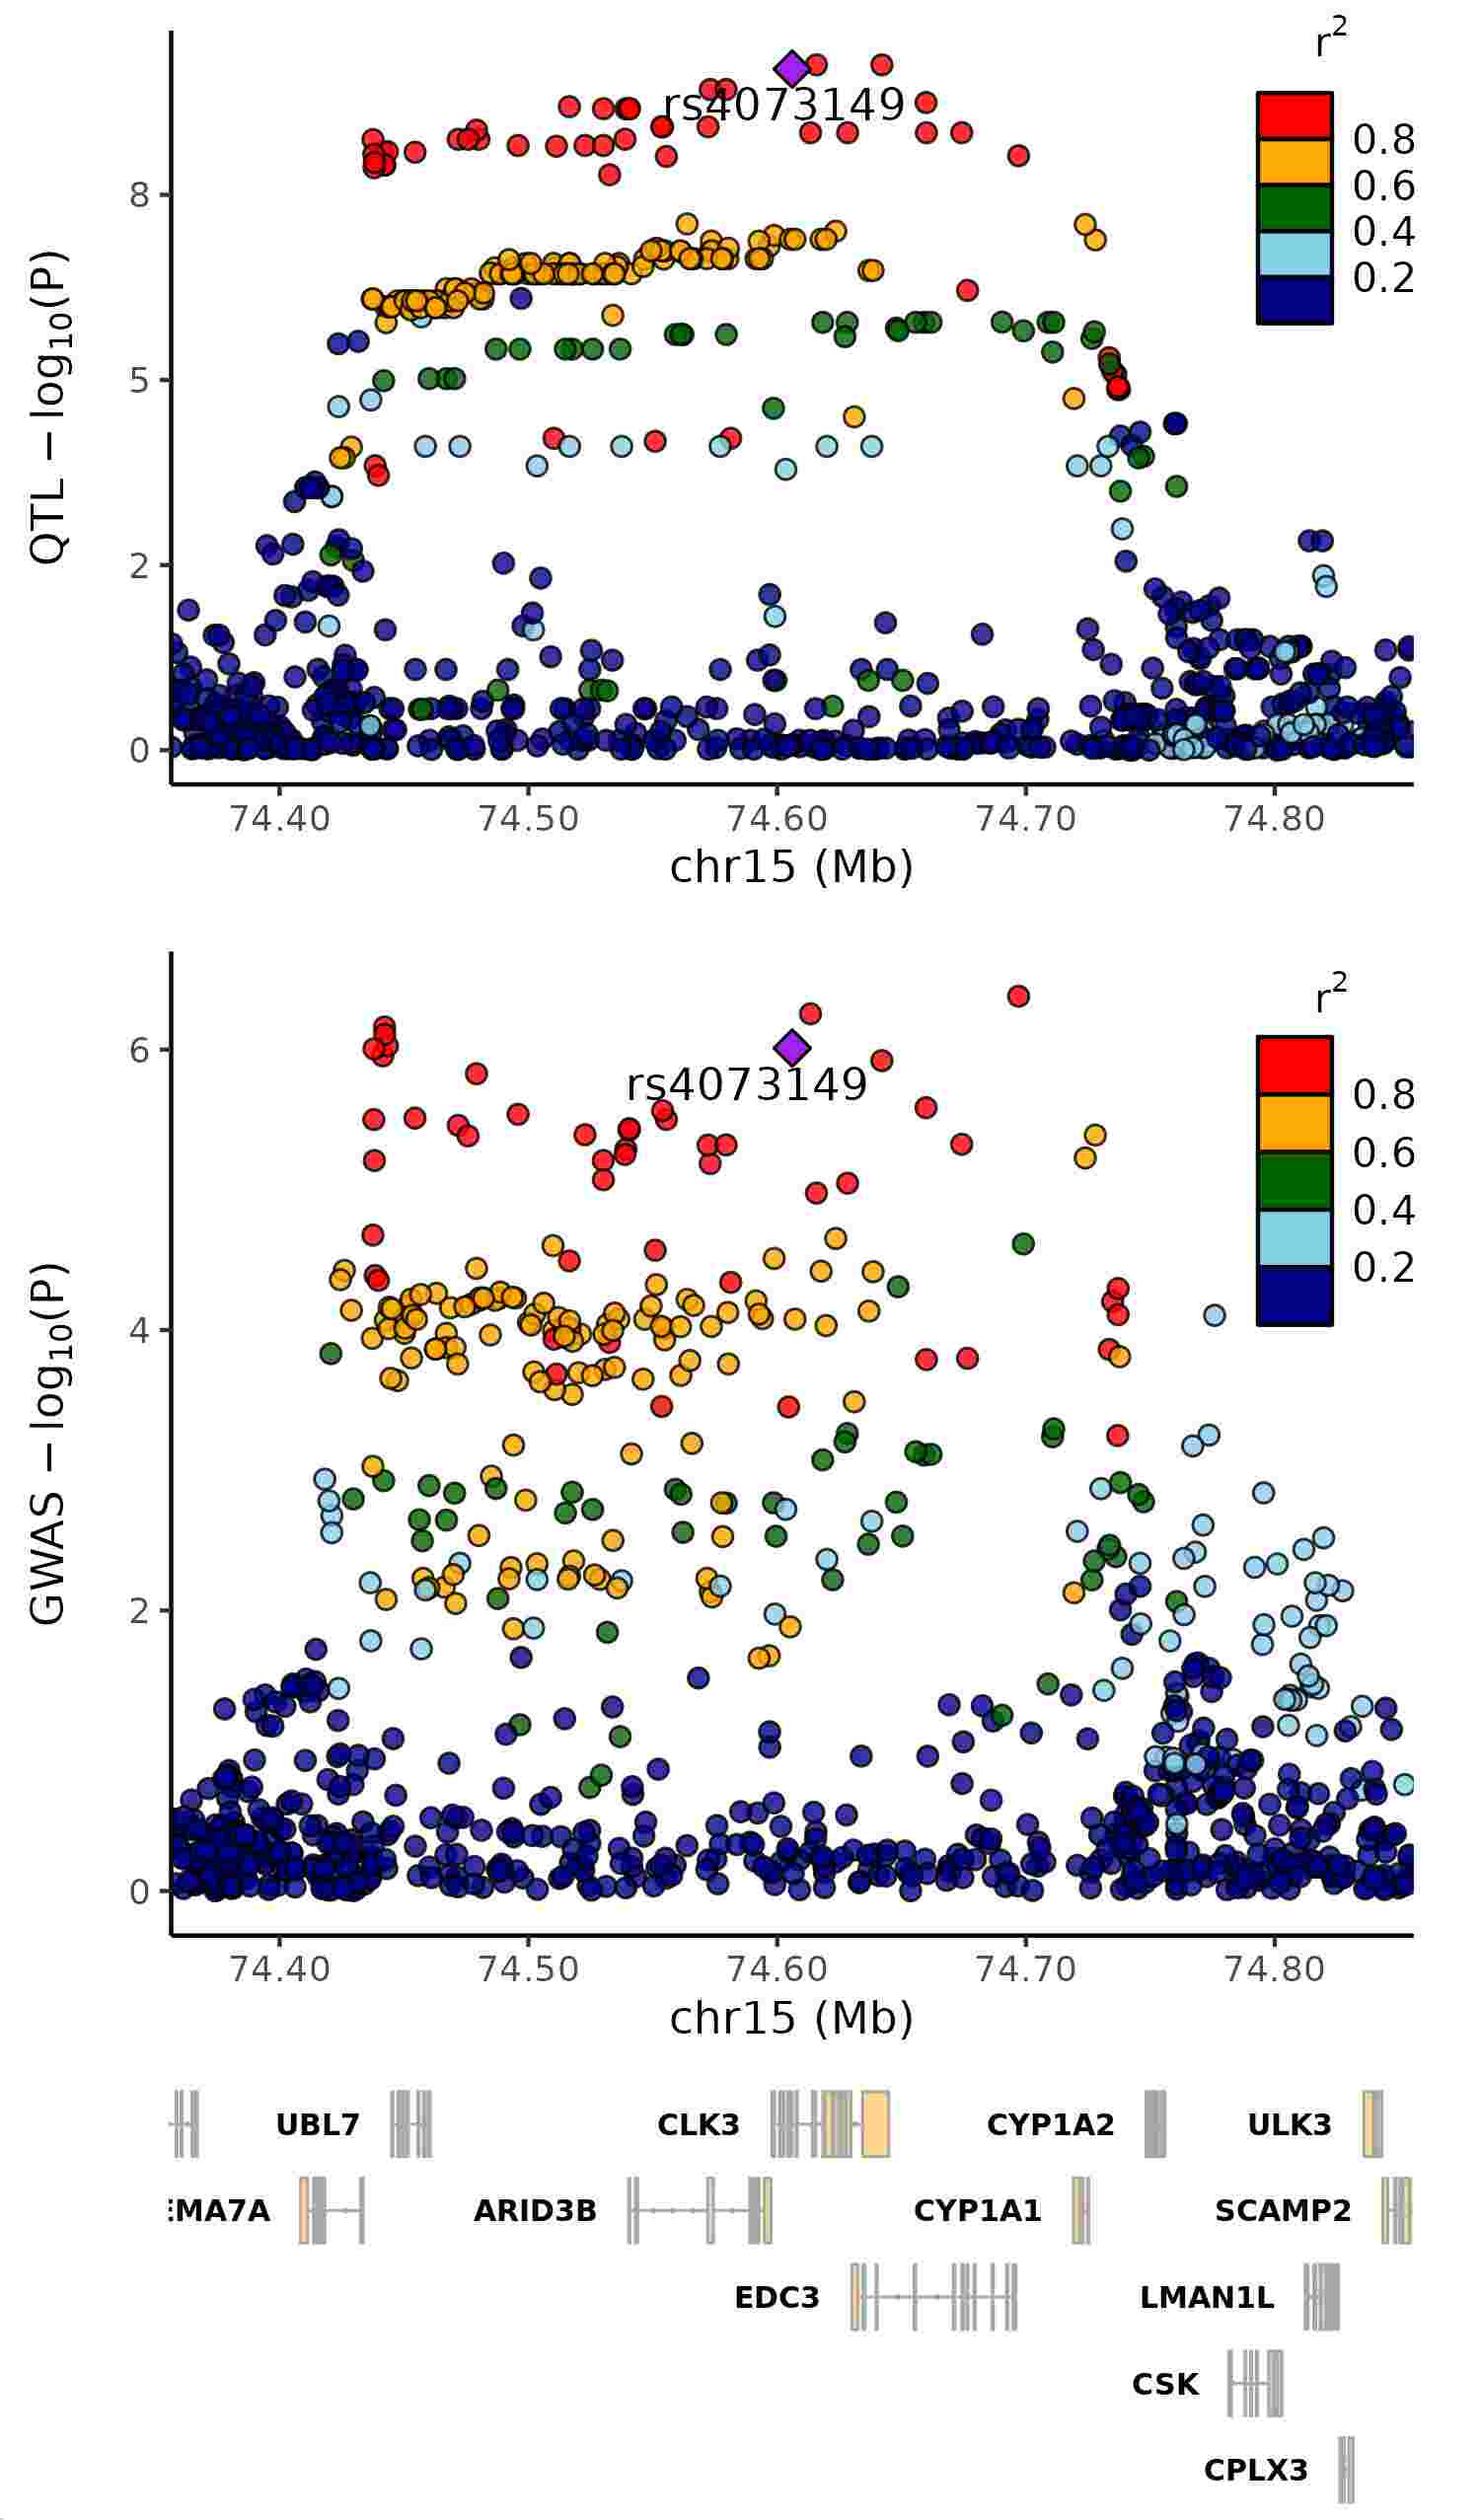 r²
rs4073149
0.8
0.6
0.4
0.2
8
5
2
0
QTL − log₁₀(P)
74.40 74.50 74.60 74.70 74.80
chr15 (Mb)
r²
rs4073149
0.8
0.6
0.4
0.2
6
4
2
0
GWAS − log₁₀(P)
74.40 74.50 74.60 74.70 74.80
chr15 (Mb)
UBL7 CLK3 CYP1A2 ULK3
MA7A ARID3B CYP1A1 SCAMP2
EDC3 LMAN1L
CSK
CPLX3